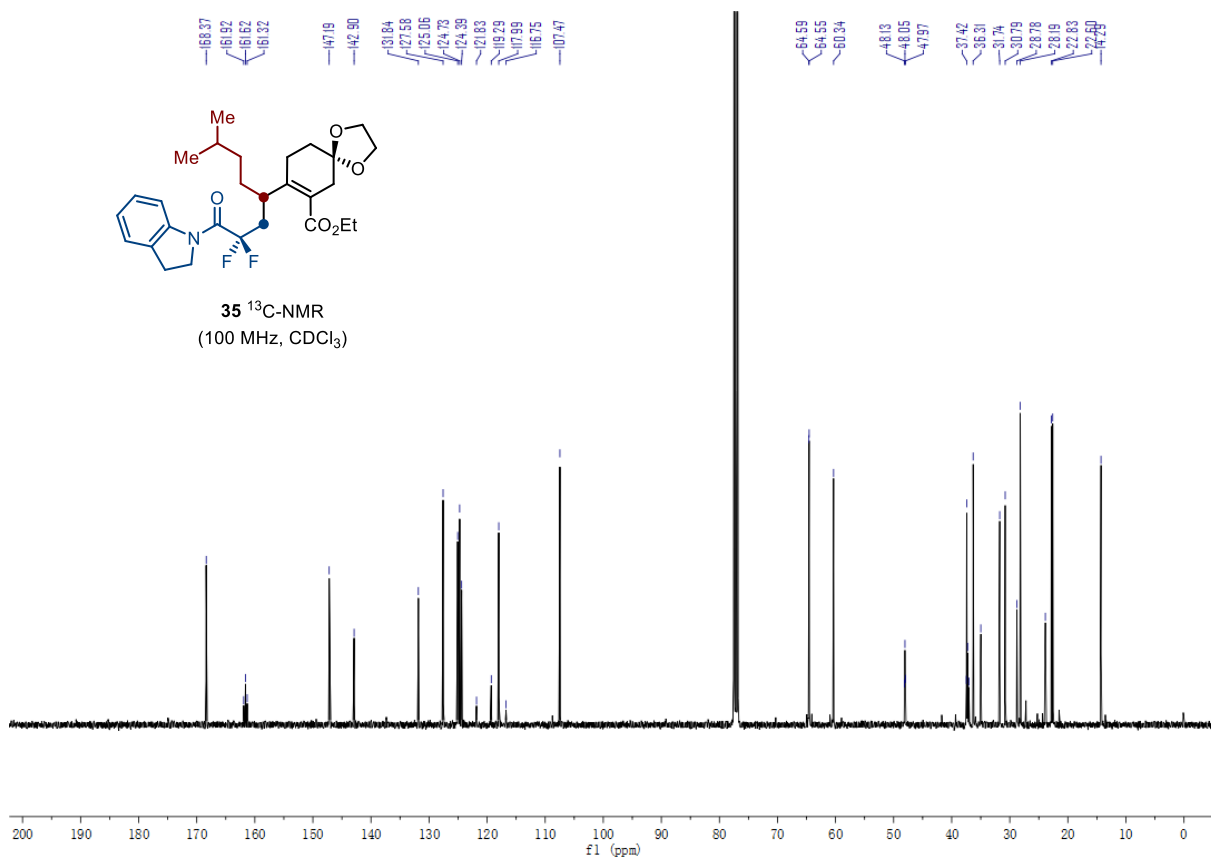 168.37
161.92
161.62
161.32
147.19
142.90
131.84
127.58
125.06
124.73
124.39
121.83
119.29
117.99
116.75
107.47
64.59
64.55
60.34
48.13
48.05
47.97
37.42
36.31
31.74
30.79
28.78
28.19
22.83
22.60
14.29
Me
Me
O
O
O
N
F
F
CO₂Et
35 ¹³C-NMR
(100 MHz, CDCl₃)
200 190 180 170 160 150 140 130 120 110 100 90 80 70 60 50 40 30 20 10 0
f1 (ppm)